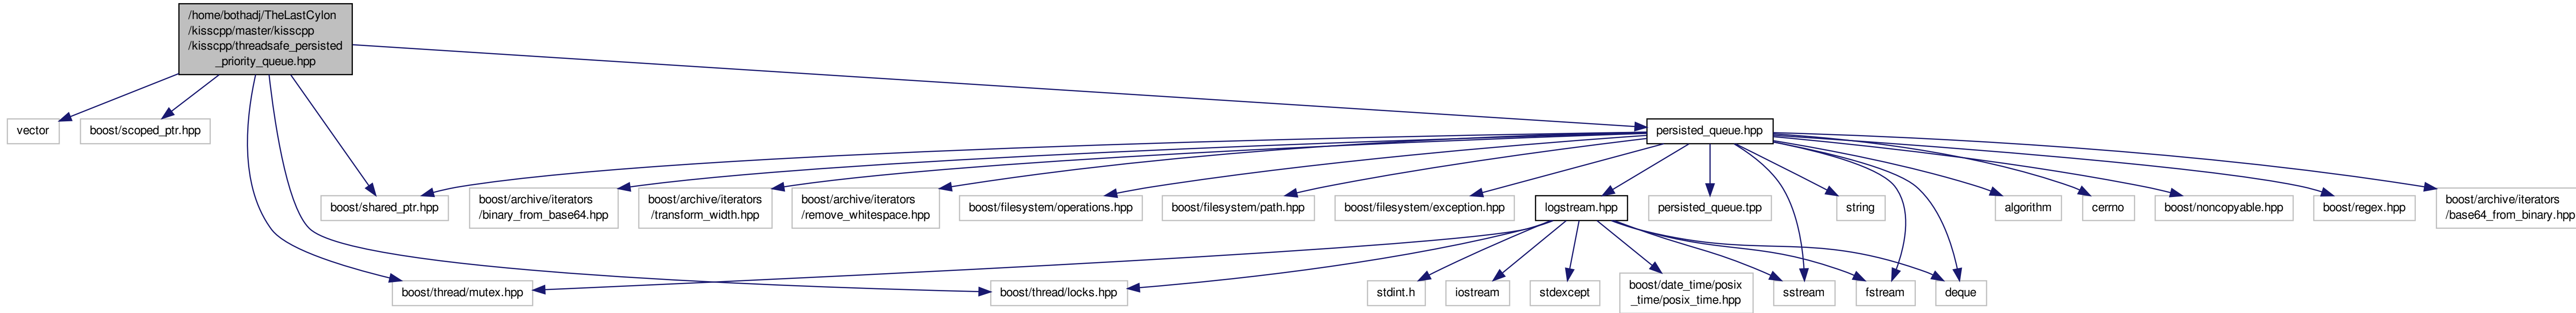 /home/bothadj/TheLastCylon
/kisscpp/master/kisscpp
/kisscpp/threadsafe_persisted
_priority_queue.hpp
vector
boost/scoped_ptr.hpp
persisted_queue.hpp
boost/shared_ptr.hpp
boost/archive/iterators
/binary_from_base64.hpp
boost/archive/iterators
/transform_width.hpp
boost/archive/iterators
/remove_whitespace.hpp
boost/filesystem/operations.hpp
boost/filesystem/path.hpp
boost/filesystem/exception.hpp
logstream.hpp
persisted_queue.tpp
string
algorithm
cerrno
boost/noncopyable.hpp
boost/regex.hpp
boost/archive/iterators
/base64_from_binary.hpp
boost/thread/mutex.hpp
boost/thread/locks.hpp
stdint.h
iostream
stdexcept
boost/date_time/posix
_time/posix_time.hpp
sstream
fstream
deque